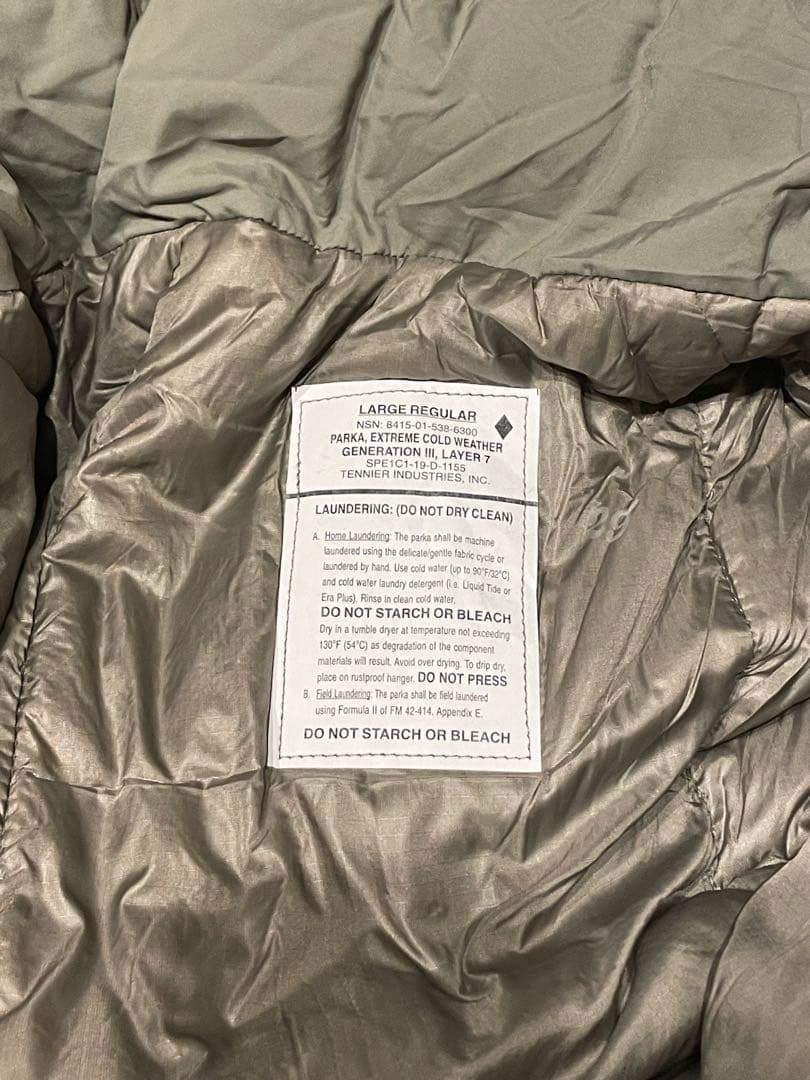 LARGE REGULAR
NSN: 8415-01-538-6300
PARKA, EXTREME COLD WEATHER
GENERATION III, LAYER 7
SPE1C1-19-D-1155
TENNIER INDUSTRIES, INC.
LAUNDERING: (DO NOT DRY CLEAN)
A. Home Laundering: The parka shall be machine
laundered using the delicate/gentle fabric cycle or
laundered by hand. Use cold water (up to 90°F/32°C)
and cold water laundry detergent (i.e. Liquid Tide or
Era Plus). Rinse in clean cold water.
DO NOT STARCH OR BLEACH
Dry in a tumble dryer at temperature not exceeding
130°F (54°C) as degradation of the component
materials will result. Avoid over drying. To drip dry,
place on rustproof hanger. DO NOT PRESS
B. Field Laundering: The parka shall be field laundered
using Formula II of FM 42-414, Appendix E.
DO NOT STARCH OR BLEACH